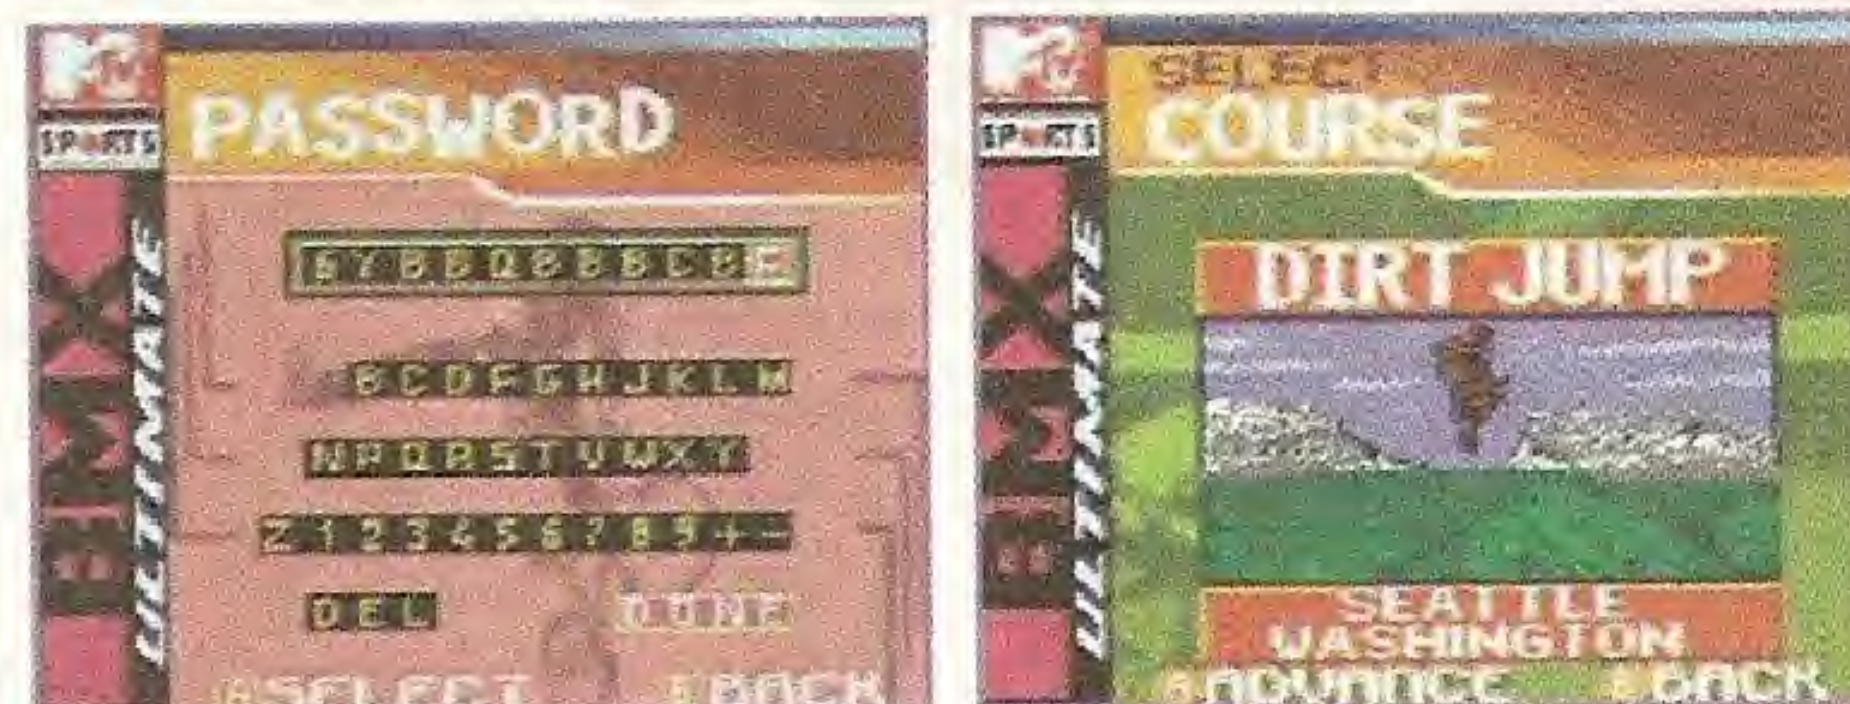 SPORTS
ULTIMATE
PASSWORD
BCDFGHJKLM
NPQRSTVWXY
Z123456789+-
DEL
DONE
SELECT
BACK
SPORTS
ULTIMATE
SELECT
COURSE
DIRT JUMP
SEATTLE
WASHINGTON
ADVANCE
BACK